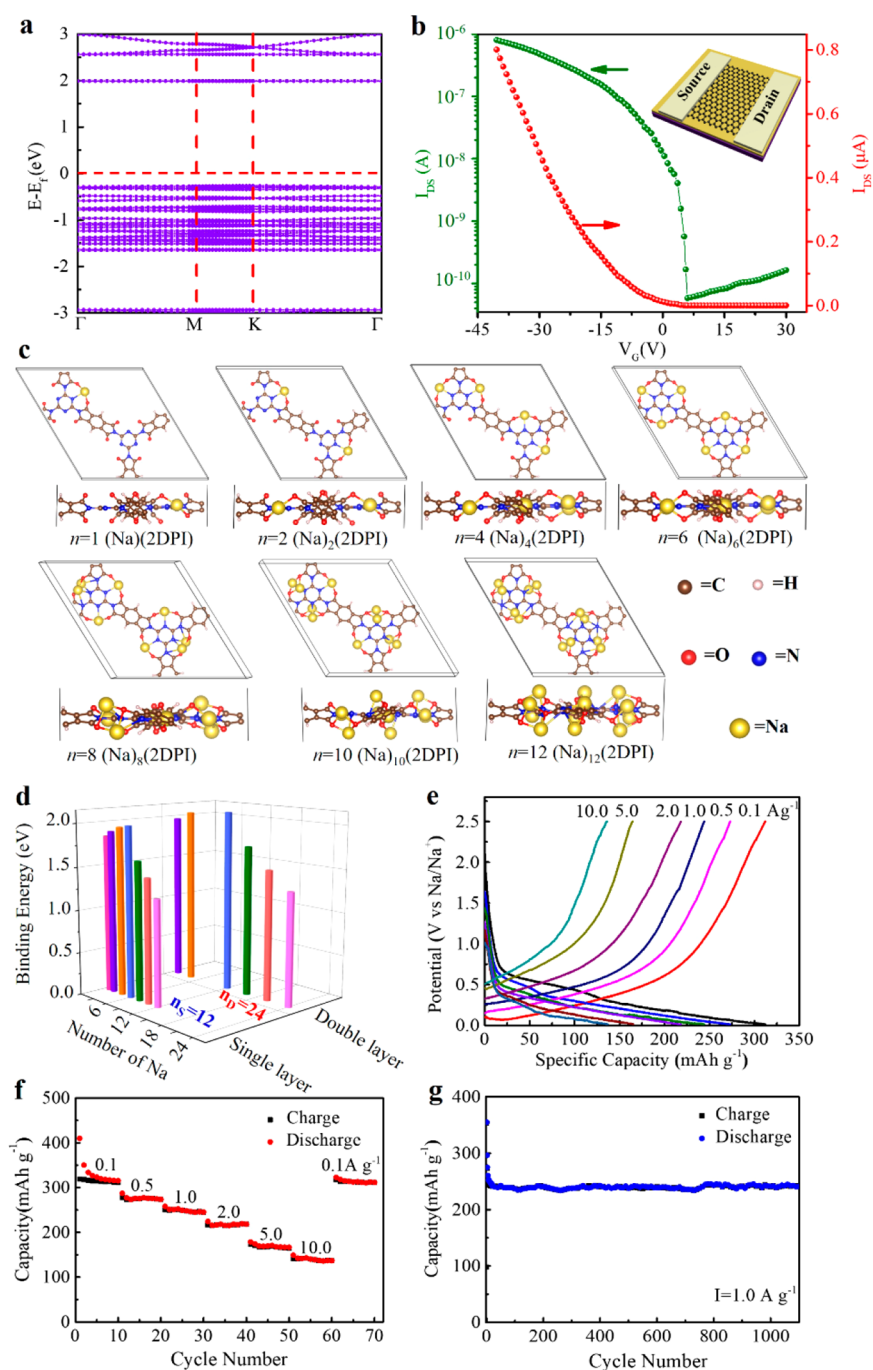 a
3
2
1
0
-1
-2
-3
E-E_f (eV)
Γ M K Γ
b
10^-6
10^-7
10^-8
10^-9
10^-10
I_DS (A)
Source
Drain
0.8
0.6
0.4
0.2
0.0
I_DS (μA)
-45 -30 -15 0 15 30
V_G(V)
c
n=1 (Na)(2DPI)
n=2 (Na)_2(2DPI)
n=4 (Na)_4(2DPI)
n=6 (Na)_6(2DPI)
=C =H
=O =N
=Na
n=8 (Na)_8(2DPI)
n=10 (Na)_10(2DPI)
n=12 (Na)_12(2DPI)
d
2.0
1.5
1.0
0.5
0.0
Binding Energy (eV)
6 12 18 24
Number of Na
n_S=12
n_D=24
Single layer
Double layer
e
10.0 5.0 2.0 1.0 0.5 0.1 Ag^-1
2.5
2.0
1.5
1.0
0.5
0.0
Potential (V vs Na/Na^+)
0 50 100 150 200 250 300 350
Specific Capacity (mAh g^-1)
f
500
400
300
200
100
0
Capacity(mAh g^-1)
Charge
Discharge
0.1
0.5
1.0
2.0
5.0
10.0
0.1A g^-1
0 10 20 30 40 50 60 70
Cycle Number
g
400
300
200
100
0
Capacity(mAh g^-1)
Charge
Discharge
I=1.0 A g^-1
0 200 400 600 800 1000
Cycle Number